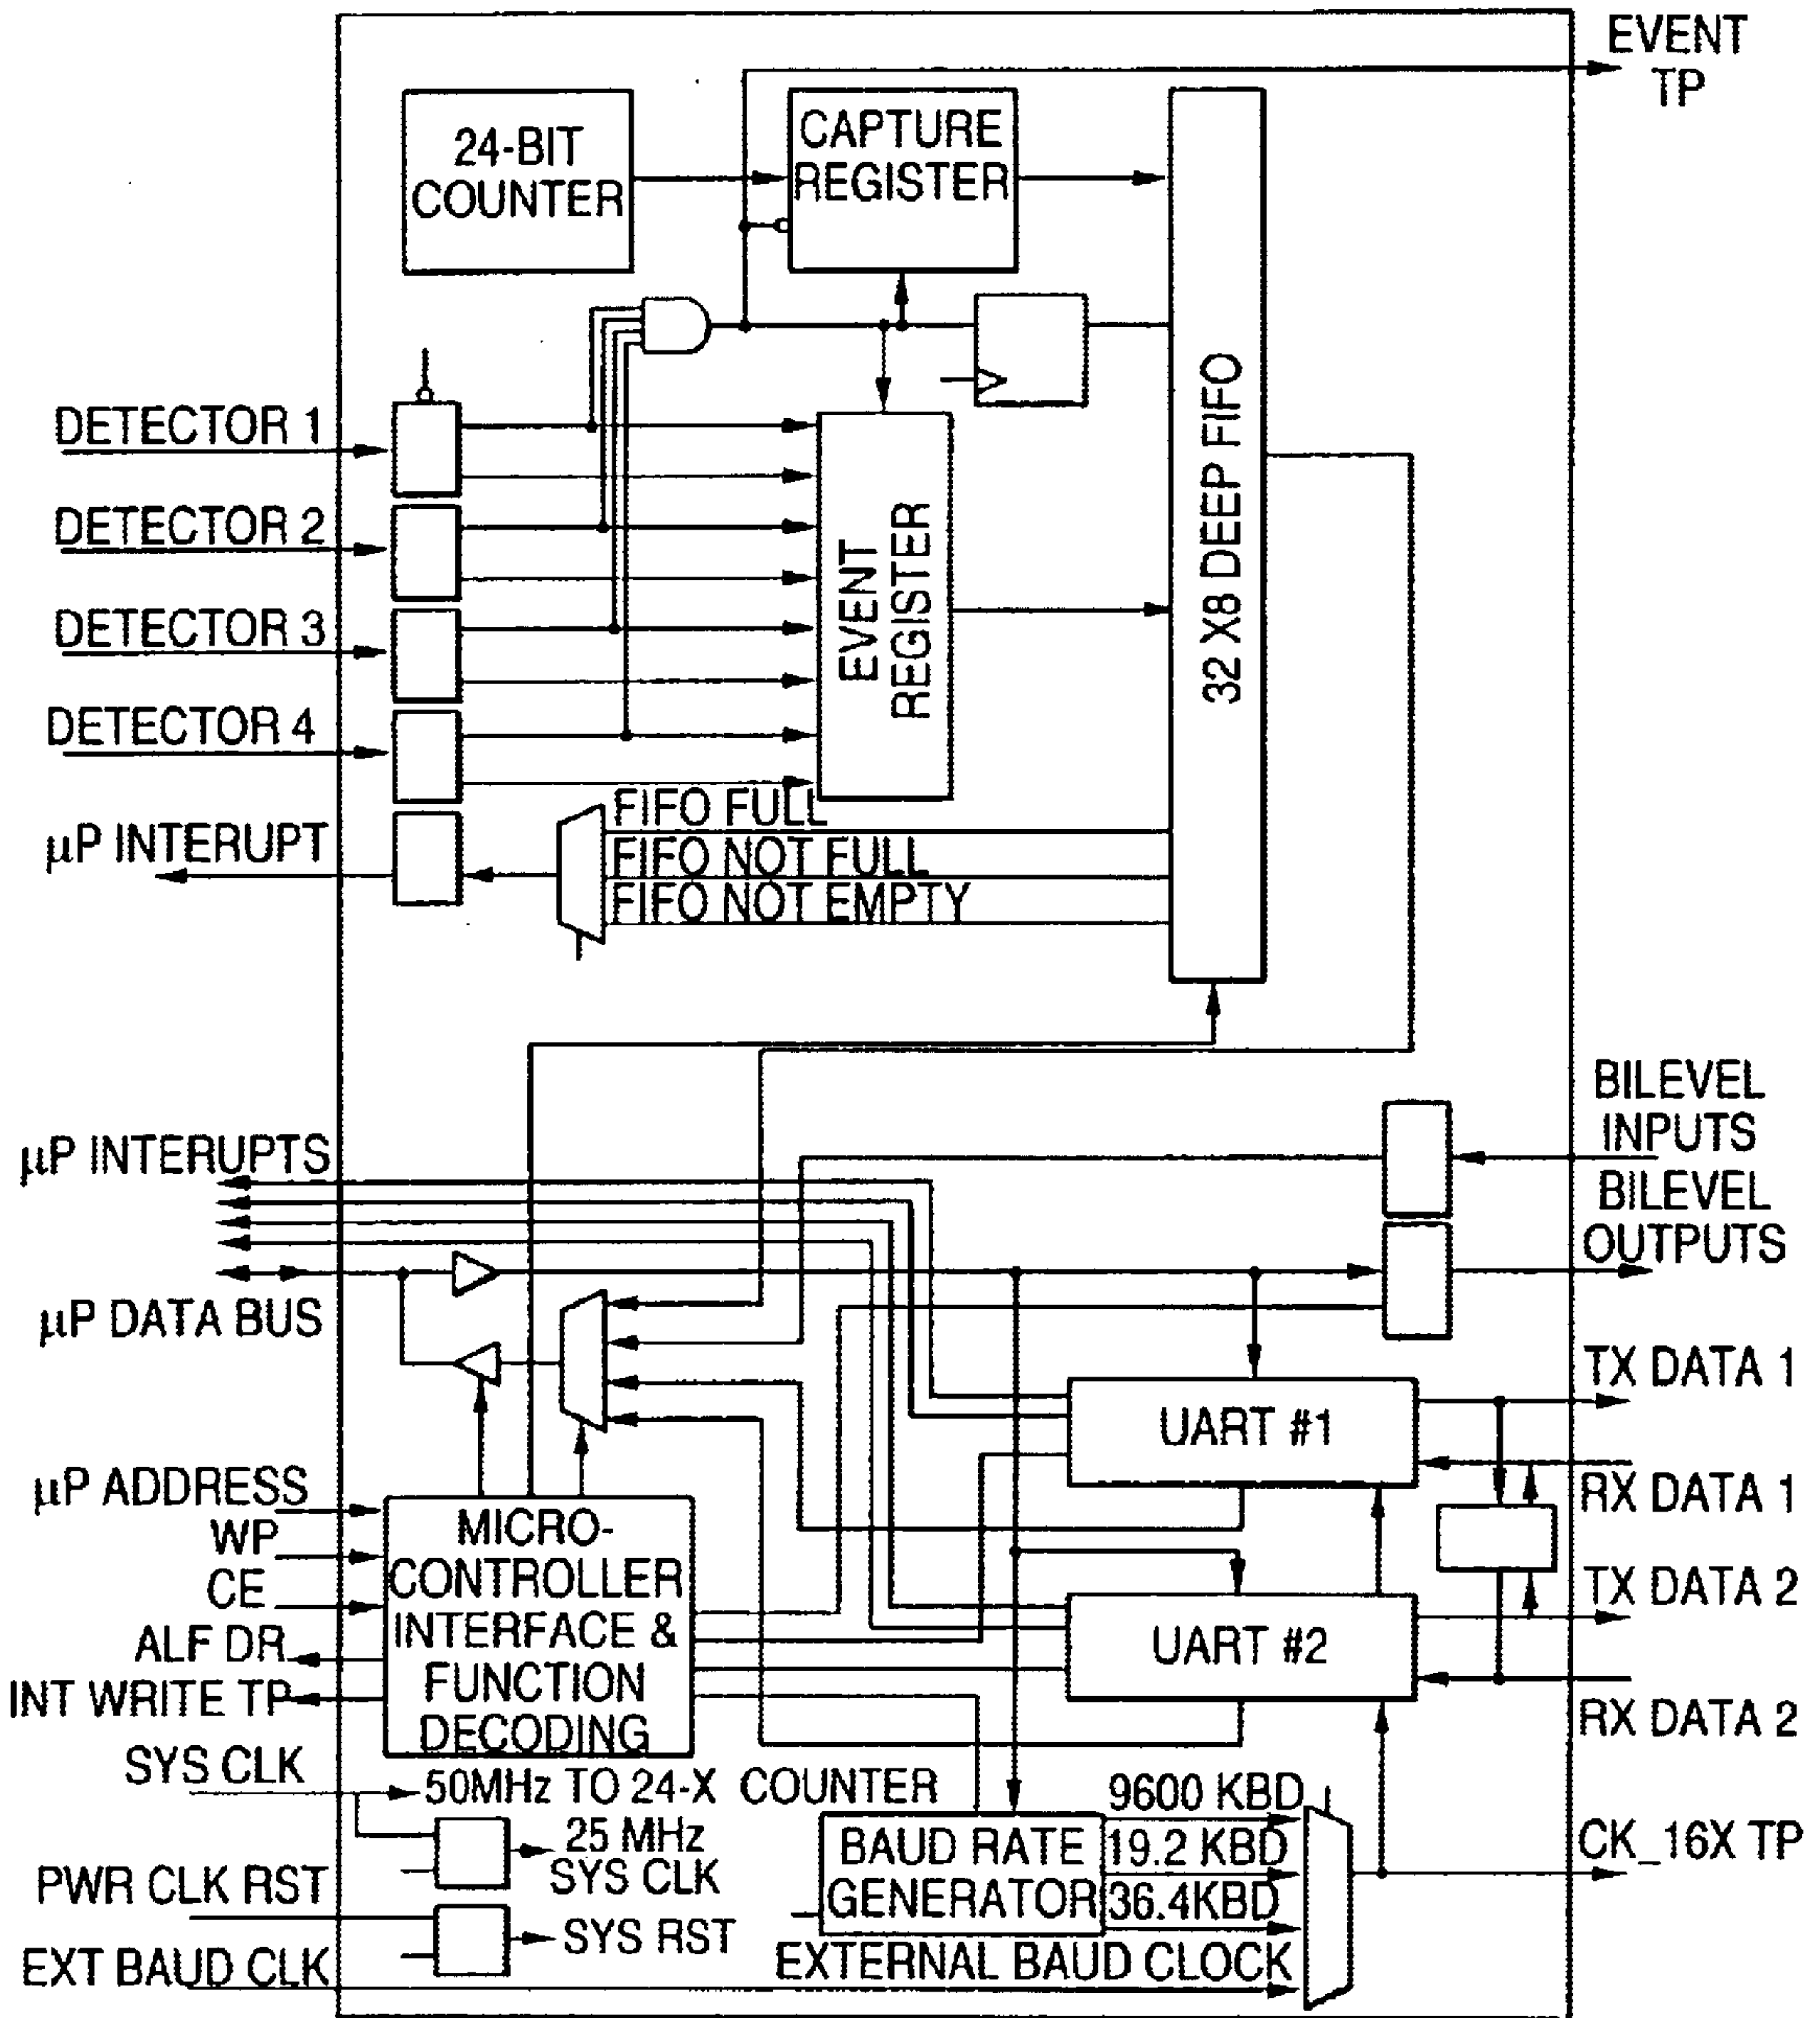 EVENT
TP
24-BIT
COUNTER
CAPTURE
REGISTER
DETECTOR 1
DETECTOR 2
DETECTOR 3
DETECTOR 4
EVENT
REGISTER
32 X8 DEEP FIFO
µP INTERUPT
FIFO FULL
FIFO NOT FULL
FIFO NOT EMPTY
BILEVEL
INPUTS
BILEVEL
OUTPUTS
µP INTERUPTS
µP DATA BUS
TX DATA 1
UART #1
RX DATA 1
µP ADDRESS
WP
CE
ALF DR
INT WRITE TP
MICRO-
CONTROLLER
INTERFACE &
FUNCTION
DECODING
TX DATA 2
UART #2
RX DATA 2
SYS CLK
50MHz TO 24-X COUNTER
25 MHz
SYS CLK
PWR CLK RST
SYS RST
EXT BAUD CLK
BAUD RATE
GENERATOR
9600 KBD
19.2 KBD
36.4KBD
EXTERNAL BAUD CLOCK
CK_16X TP